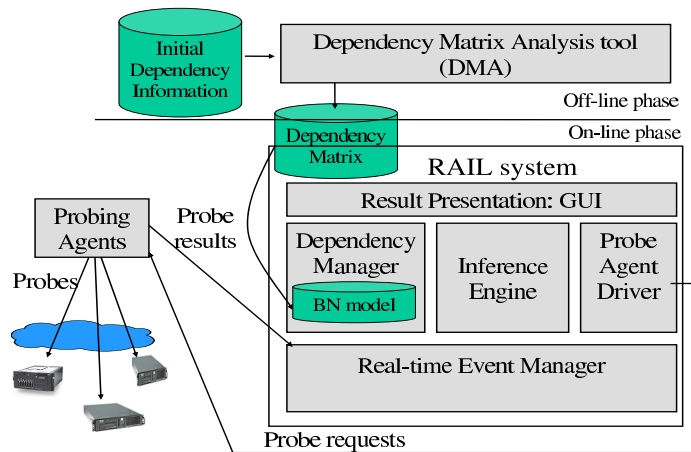 Initial
Dependency
Information
Dependency Matrix Analysis tool
(DMA)
Off-line phase
On-line phase
Dependency
Matrix
RAIL system
Result Presentation: GUI
Probing
Agents
Probe
results
Dependency
Manager
BN model
Inference
Engine
Probe
Agent
Driver
Probes
Real-time Event Manager
Probe requests